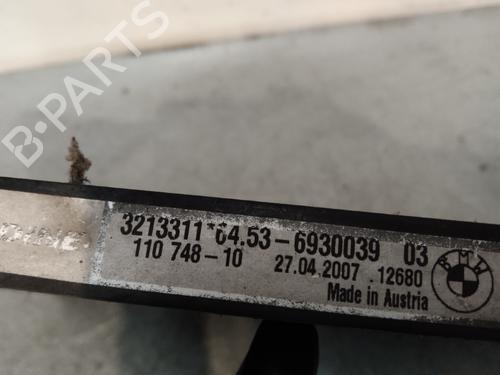 B-PARTS
3213311*64.53-6930039 03
110 748-10 27.04.2007 12680
Made in Austria
BMW